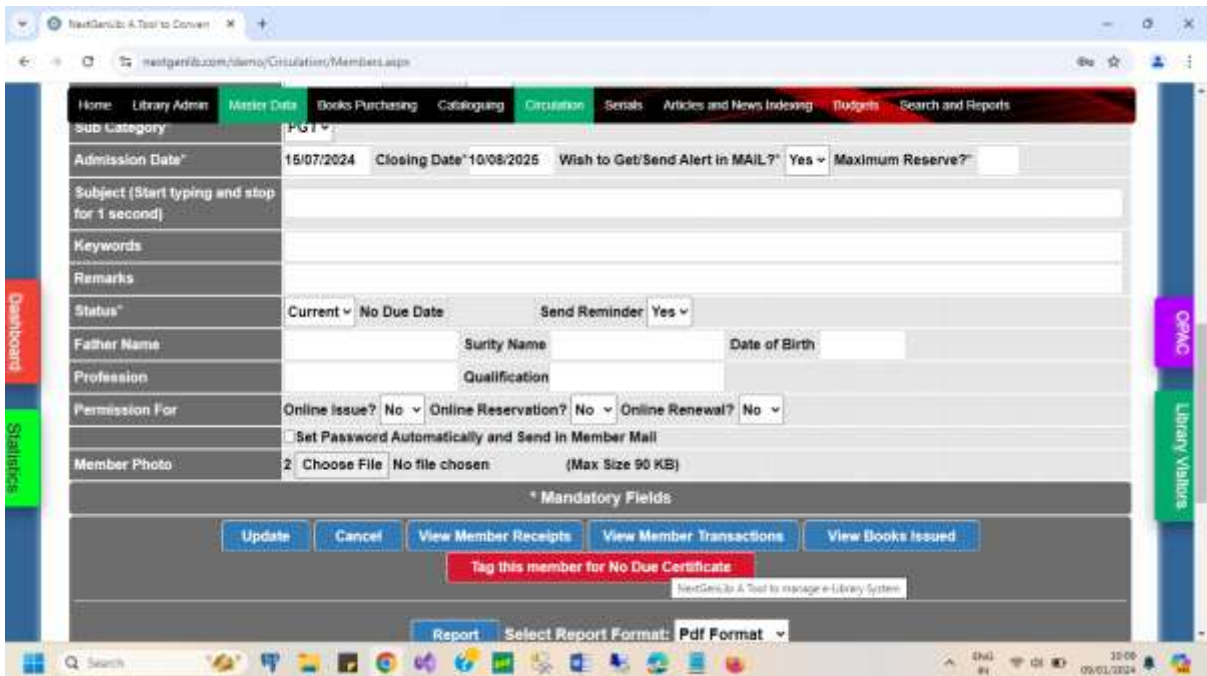 NextGenLib: A Tool to Conver
nextgenlib.com/demo/Circulation/Members.aspx
Home Library Admin Master Data Books Purchasing Cataloguing Circulation Serials Articles and News Indexing Budgets Search and Reports
Sub Category* PGT
Admission Date* 15/07/2024 Closing Date* 10/08/2025 Wish to Get/Send Alert in MAIL?* Yes Maximum Reserve?*
Subject (Start typing and stop
for 1 second)
Keywords
Remarks
Status* Current No Due Date Send Reminder Yes
Father Name Surity Name Date of Birth
Profession Qualification
Permission For Online Issue? No Online Reservation? No Online Renewal? No
Set Password Automatically and Send in Member Mail
Member Photo 2 Choose File No file chosen (Max Size 90 KB)
* Mandatory Fields
Update Cancel View Member Receipts View Member Transactions View Books Issued
Tag this member for No Due Certificate
NextGenLib A Tool to manage e-Library System
Report Select Report Format: Pdf Format
Dashboard
Statistics
OPAC
Library Visitors
Search
ENG 10:00
IN 09/01/2024